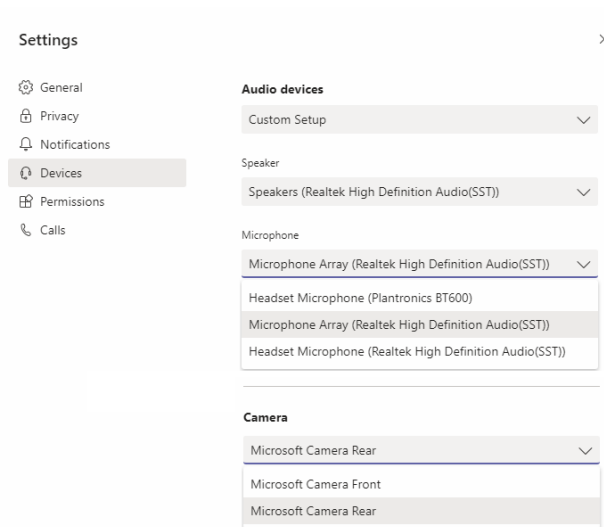 Settings
General
Privacy
Notifications
Devices
Permissions
Calls
Audio devices
Custom Setup
Speaker
Speakers (Realtek High Definition Audio(SST))
Microphone
Microphone Array (Realtek High Definition Audio(SST))
Headset Microphone (Plantronics BT600)
Microphone Array (Realtek High Definition Audio(SST))
Headset Microphone (Realtek High Definition Audio(SST))
Camera
Microsoft Camera Rear
Microsoft Camera Front
Microsoft Camera Rear